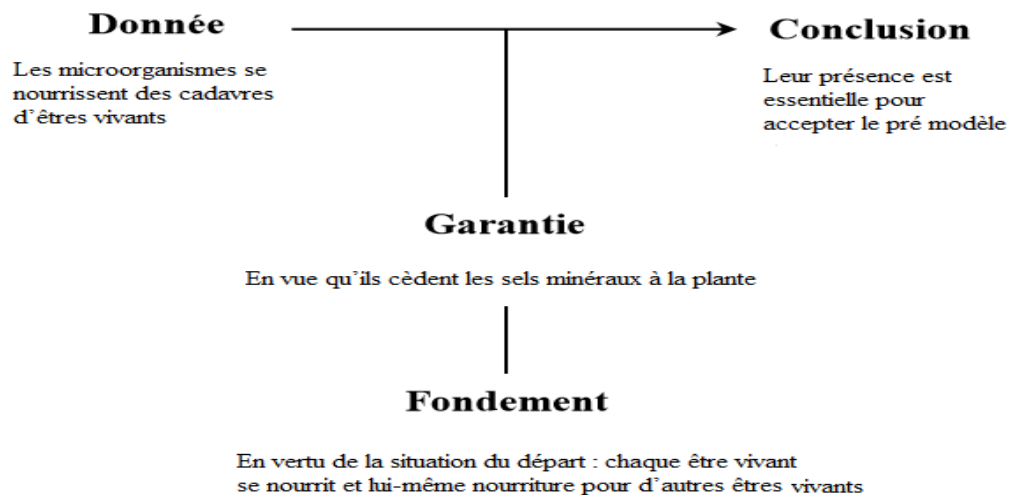 Donnée
Conclusion
Les microorganismes se
nourrissent des cadavres
d'êtres vivants
Leur présence est
essentielle pour
accepter le pré modèle
Garantie
En vue qu'ils cèdent les sels minéraux à la plante
Fondement
En vertu de la situation du départ : chaque être vivant
se nourrit et lui-même nourriture pour d'autres êtres vivants